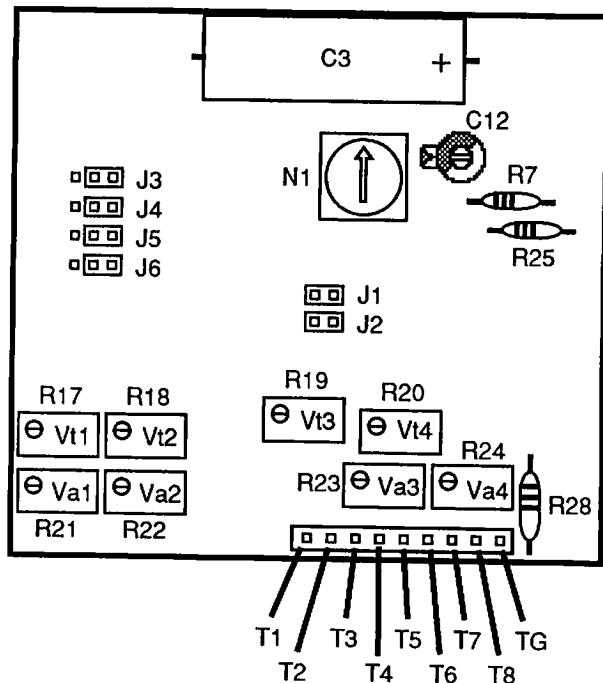 C3 +
C12
N1
R7
J3
J4
R25
J5
J6
J1
J2
R17 R18 R19 R20
Vt1 Vt2 Vt3 Vt4
R24
Va1 Va2 R23 Va3 Va4 R28
R21 R22
T1 T3 T5 T7 TG
T2 T4 T6 T8